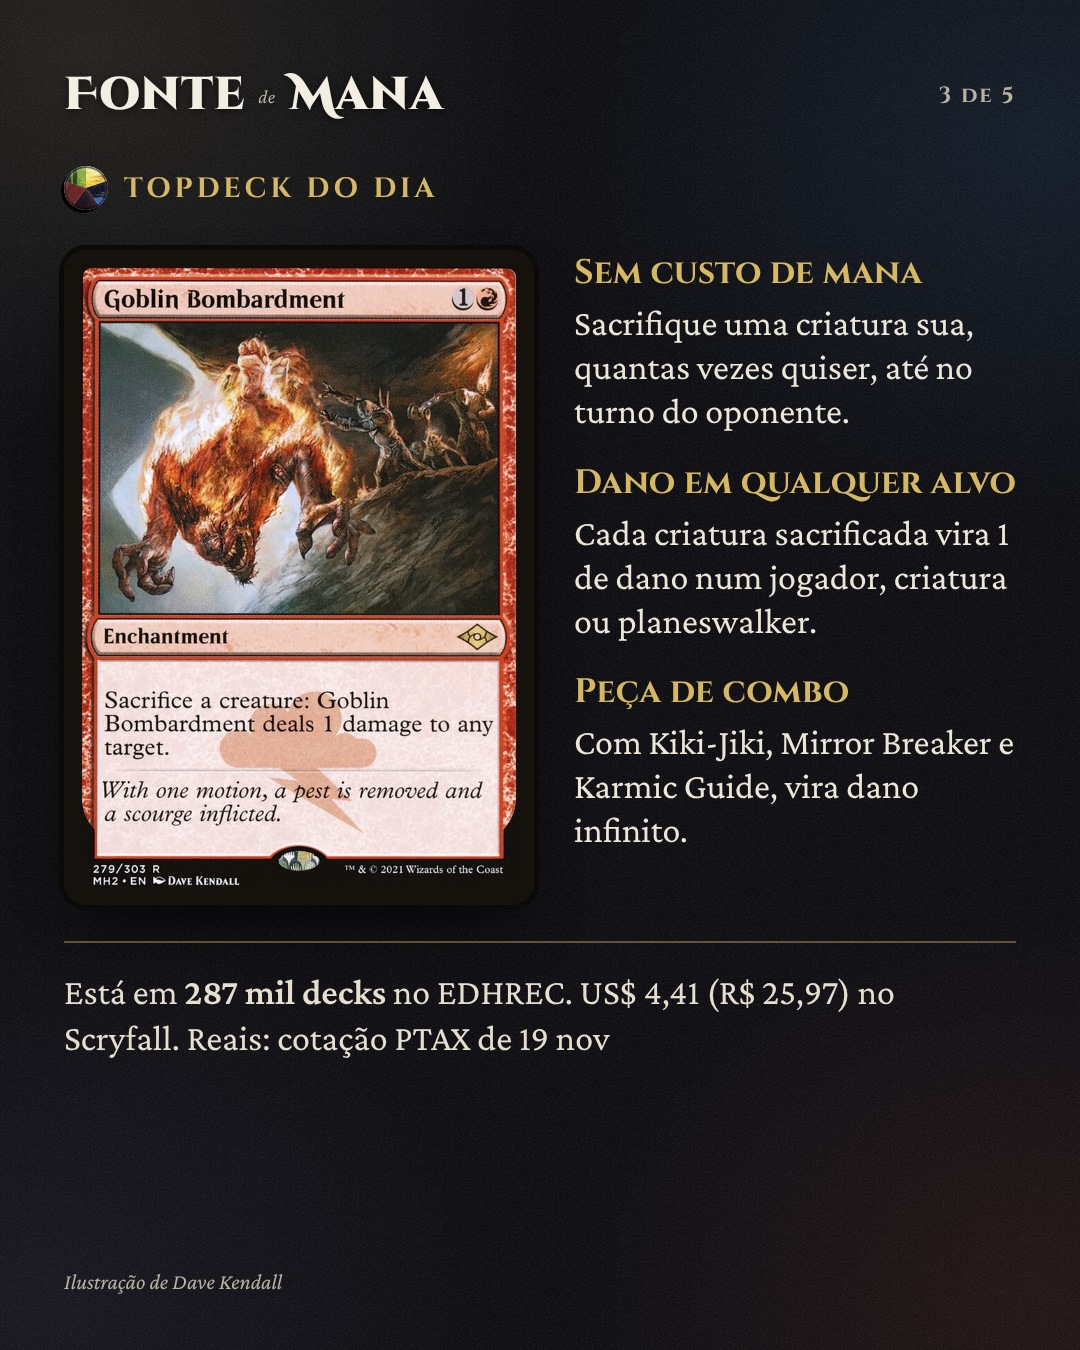 Fonte de Mana
3 de 5
Topdeck do dia
Goblin Bombardment 1
Enchantment
Sacrifice a creature: Goblin
Bombardment deals 1 damage to any
target.
With one motion, a pest is removed and
a scourge inflicted.
279/303 R
MH2 • EN Dave Kendall
™ & © 2021 Wizards of the Coast
Sem custo de mana
Sacrifique uma criatura sua,
quantas vezes quiser, até no
turno do oponente.
Dano em qualquer alvo
Cada criatura sacrificada vira 1
de dano num jogador, criatura
ou planeswalker.
Peça de combo
Com Kiki-Jiki, Mirror Breaker e
Karmic Guide, vira dano
infinito.
Está em 287 mil decks no EDHREC. US$ 4,41 (R$ 25,97) no
Scryfall. Reais: cotação PTAX de 19 nov
Ilustração de Dave Kendall